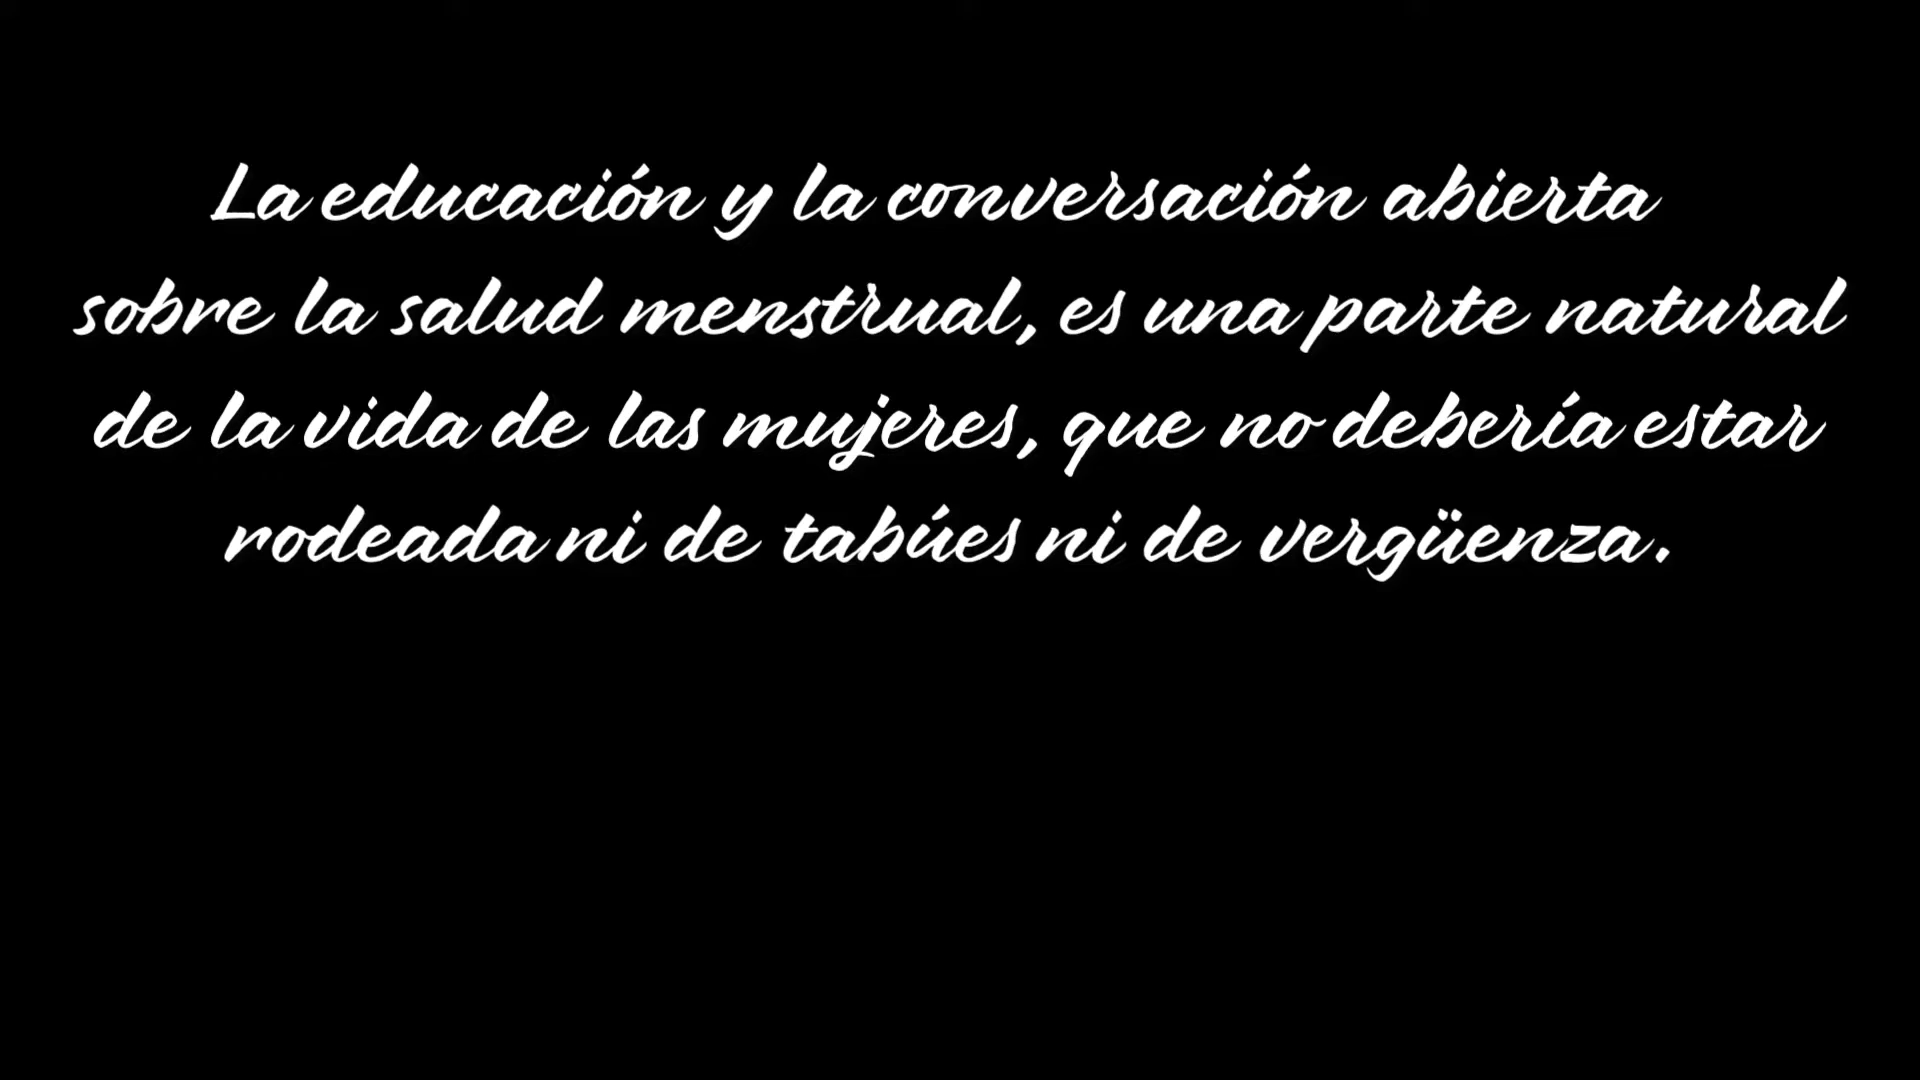 La educación y la conversación abierta
sobre la salud menstrual, es una parte natural
de la vida de las mujeres, que no debería estar
rodeada ni de tabúes ni de vergüenza.